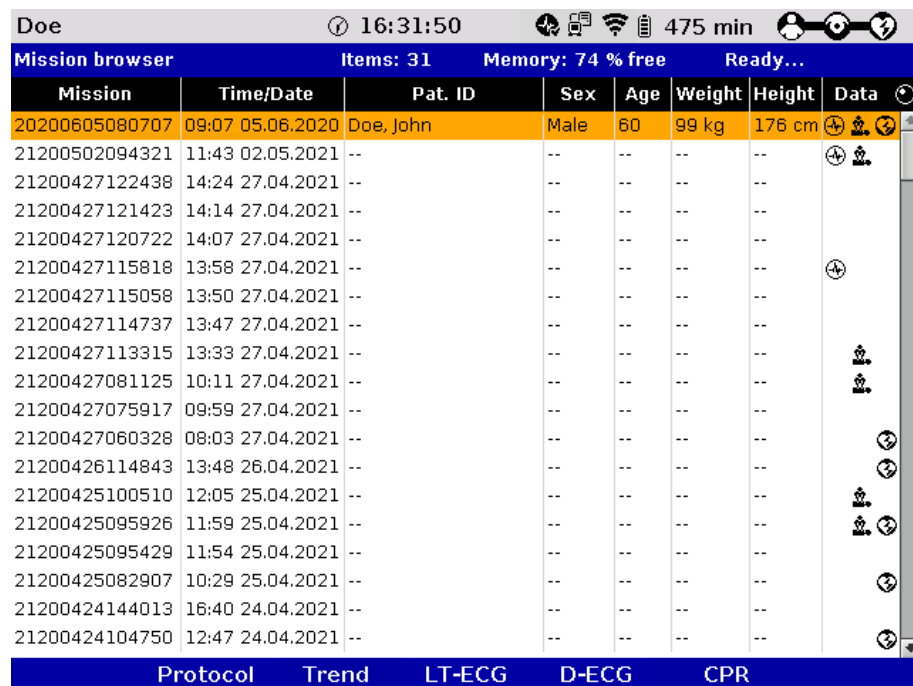 Doe 16:31:50 475 min
Mission browser Items: 31 Memory: 74 % free Ready...
Mission Time/Date Pat. ID Sex Age Weight Height Data
20200605080707 09:07 05.06.2020 Doe, John Male 60 99 kg 176 cm
21200502094321 11:43 02.05.2021 -- -- -- -- --
21200427122438 14:24 27.04.2021 -- -- -- -- --
21200427121423 14:14 27.04.2021 -- -- -- -- --
21200427120722 14:07 27.04.2021 -- -- -- -- --
21200427115818 13:58 27.04.2021 -- -- -- -- --
21200427115058 13:50 27.04.2021 -- -- -- -- --
21200427114737 13:47 27.04.2021 -- -- -- -- --
21200427113315 13:33 27.04.2021 -- -- -- -- --
21200427081125 10:11 27.04.2021 -- -- -- -- --
21200427075917 09:59 27.04.2021 -- -- -- -- --
21200427060328 08:03 27.04.2021 -- -- -- -- --
21200426114843 13:48 26.04.2021 -- -- -- -- --
21200425100510 12:05 25.04.2021 -- -- -- -- --
21200425095926 11:59 25.04.2021 -- -- -- -- --
21200425095429 11:54 25.04.2021 -- -- -- -- --
21200425082907 10:29 25.04.2021 -- -- -- -- --
21200424144013 16:40 24.04.2021 -- -- -- -- --
21200424104750 12:47 24.04.2021 -- -- -- -- --
Protocol Trend LT-ECG D-ECG CPR